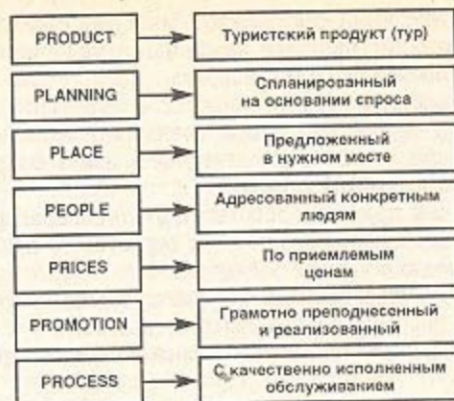 PRODUCT
Туристский продукт (тур)
PLANNING
Спланированный
на основании спроса
PLACE
Предложенный
в нужном месте
PEOPLE
Адресованный конкретным
людям
PRICES
По приемлемым
ценам
PROMOTION
Грамотно преподнесенный
и реализованный
PROCESS
С качественно исполненным
обслуживанием